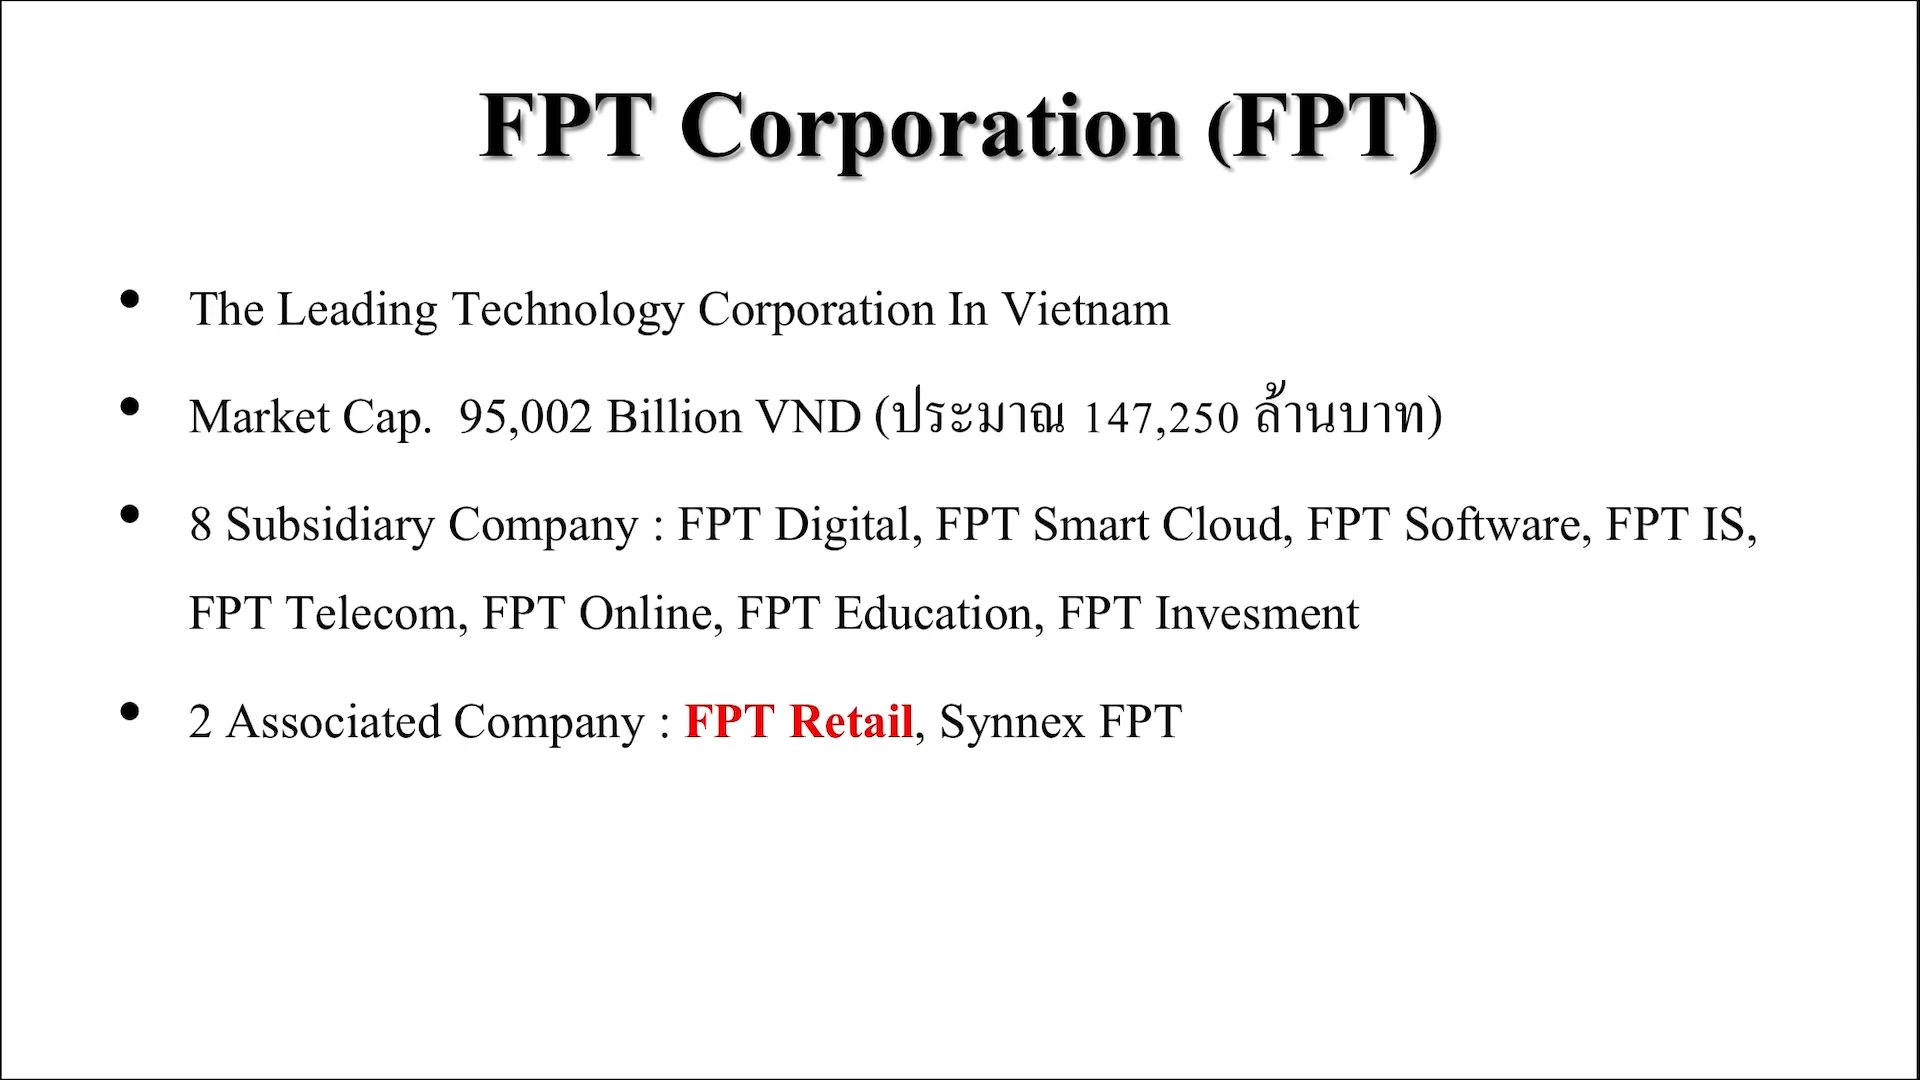 FPT Corporation (FPT)
• The Leading Technology Corporation In Vietnam
• Market Cap.  95,002 Billion VND (ประมาณ 147,250 ล้านบาท)
• 8 Subsidiary Company : FPT Digital, FPT Smart Cloud, FPT Software, FPT IS,
FPT Telecom, FPT Online, FPT Education, FPT Invesment
• 2 Associated Company : FPT Retail, Synnex FPT